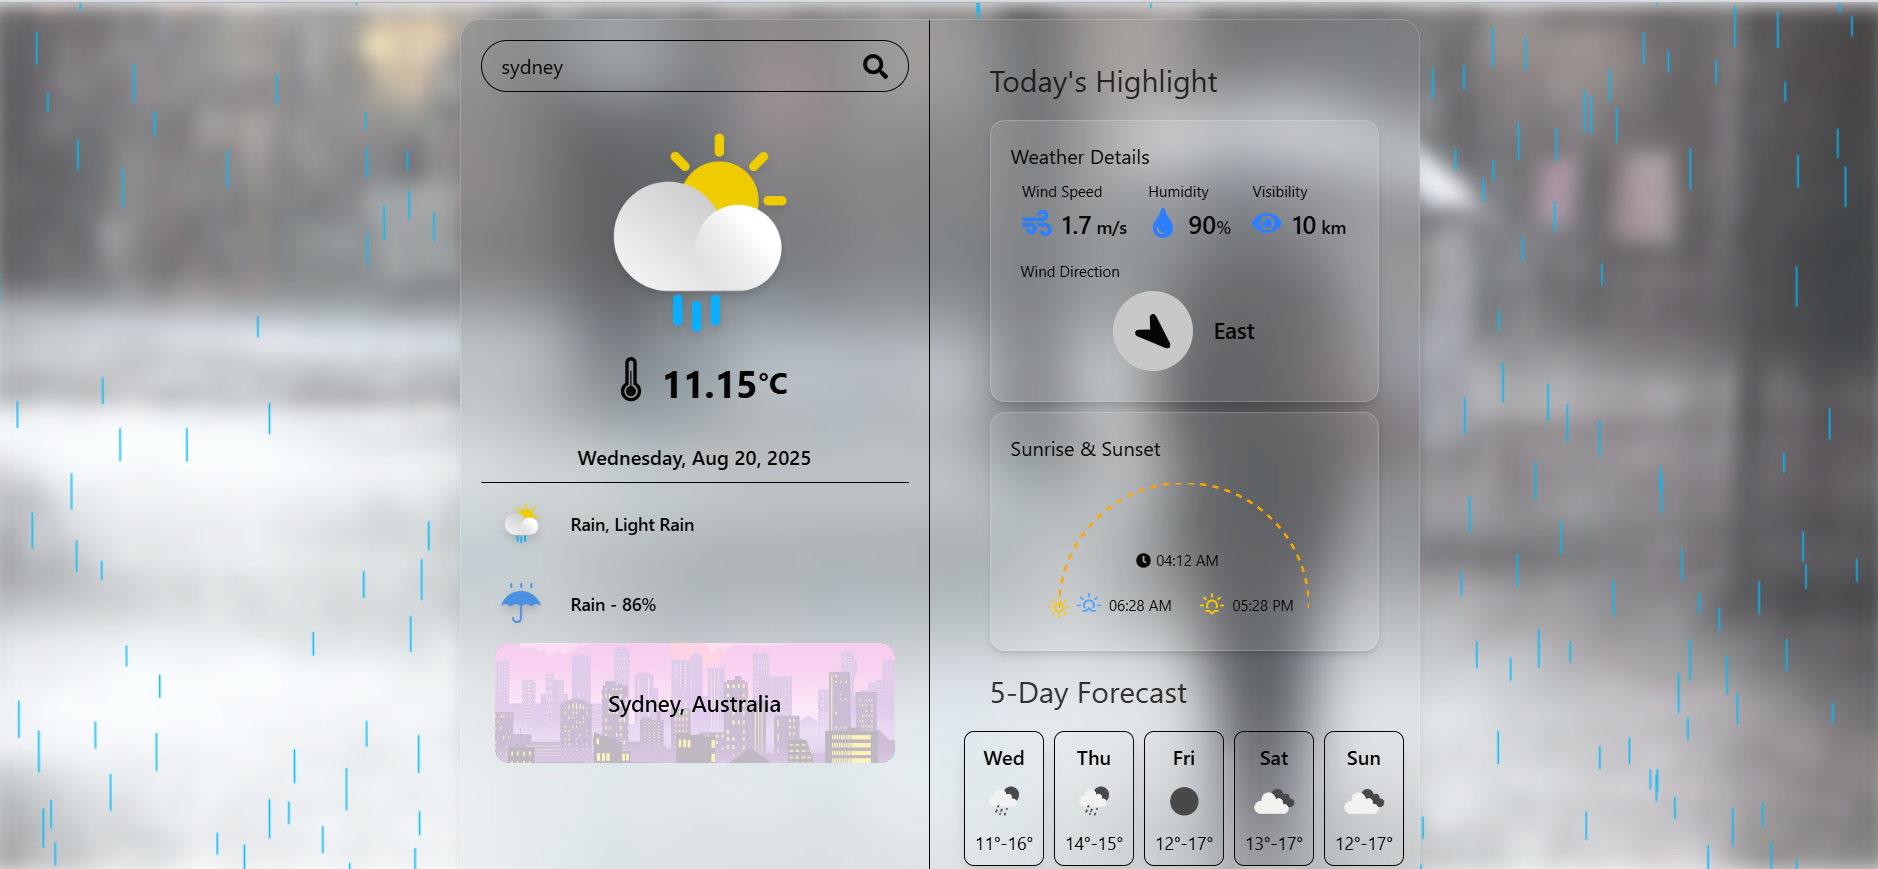 sydney
11.15°C
Wednesday, Aug 20, 2025
Rain, Light Rain
Rain - 86%
Sydney, Australia
Today's Highlight
Weather Details
Wind Speed Humidity Visibility
1.7 m/s 90% 10 km
Wind Direction
East
Sunrise & Sunset
04:12 AM
06:28 AM 05:28 PM
5-Day Forecast
Wed Thu Fri Sat Sun
11°-16° 14°-15° 12°-17° 13°-17° 12°-17°